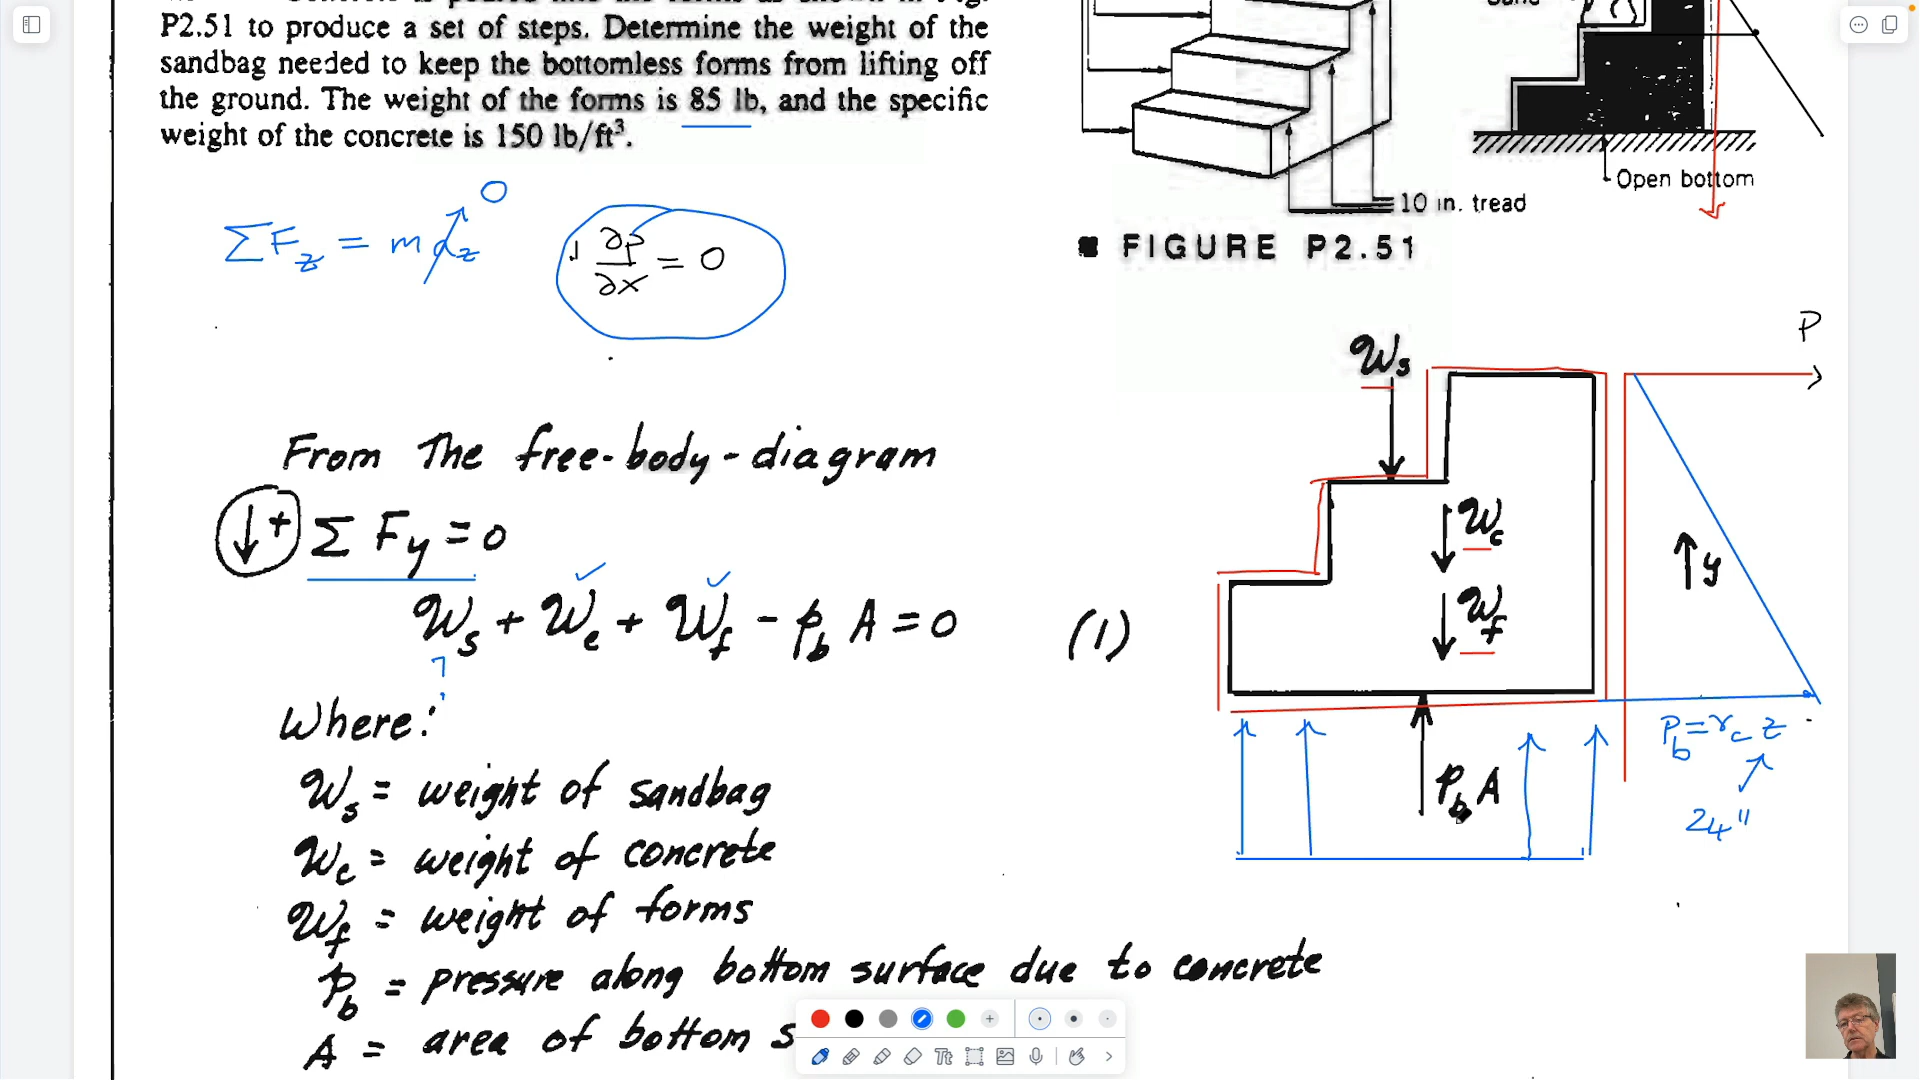 P2.51 to produce a set of steps. Determine the weight of the
sandbag needed to keep the bottomless forms from lifting off
the ground. The weight of the forms is 85 lb, and the specific
weight of the concrete is 150 lb/ft³.
Open bottom
10 in. tread
FIGURE P2.51
ΣF_z = m a_z 0
∂p/∂x = 0
P
𝒲_s
From The free-body-diagram
↓+ Σ F_y = 0
𝒲_c
↑y
𝒲_f
𝒲_s + 𝒲_c + 𝒲_f - p_b A = 0 (1)
?
Where:
P_b = γ_c z
p_b A
24"
𝒲_s = weight of sandbag
𝒲_c = weight of concrete
𝒲_f = weight of forms
p_b = pressure along bottom surface due to concrete
A = area of bottom s
Tt